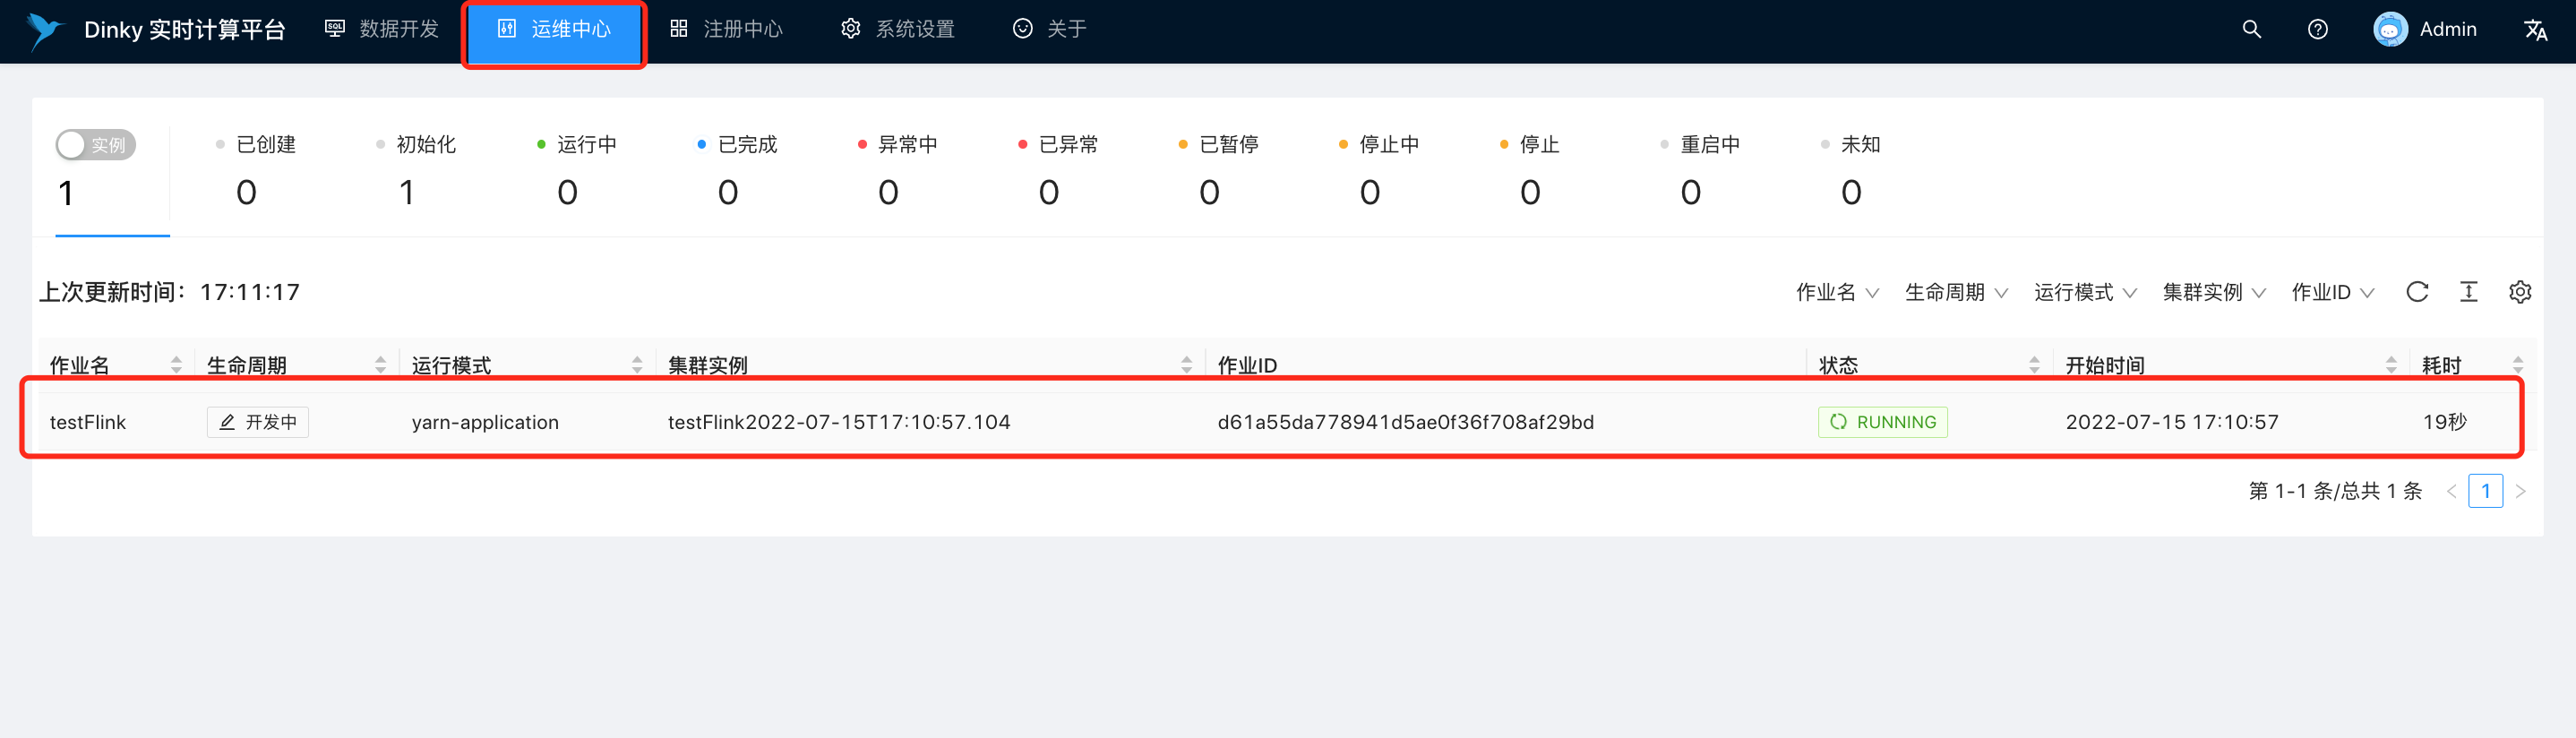 Dinky 实时计算平台 SQL 数据开发 运维中心 注册中心 系统设置 关于 Admin
实例 已创建 初始化 运行中 已完成 异常中 已异常 已暂停 停止中 停止 重启中 未知
1 0 1 0 0 0 0 0 0 0 0 0
上次更新时间：17:11:17 作业名 生命周期 运行模式 集群实例 作业ID
作业名 生命周期 运行模式 集群实例 作业ID 状态 开始时间 耗时
testFlink 开发中 yarn-application testFlink2022-07-15T17:10:57.104 d61a55da778941d5ae0f36f708af29bd RUNNING 2022-07-15 17:10:57 19秒
第 1-1 条/总共 1 条 < 1 >